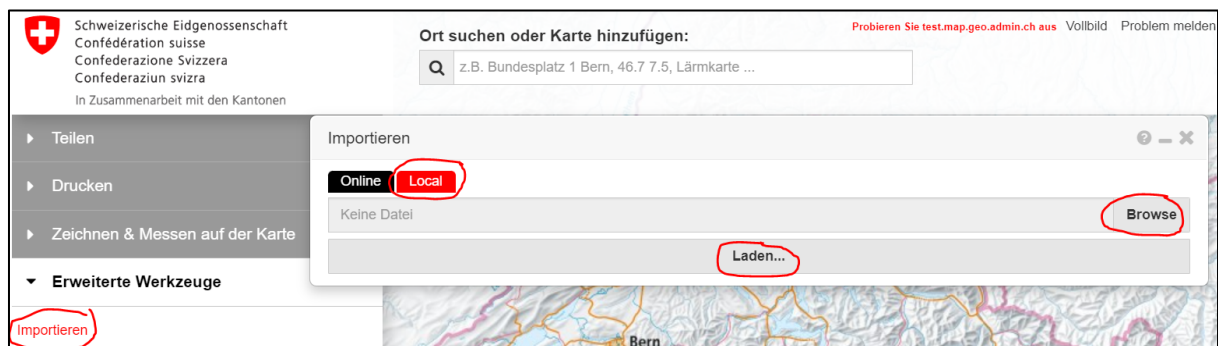 Schweizerische Eidgenossenschaft
Confédération suisse
Confederazione Svizzera
Confederaziun svizra
In Zusammenarbeit mit den Kantonen
Ort suchen oder Karte hinzufügen:
z.B. Bundesplatz 1 Bern, 46.7 7.5, Lärmkarte ...
Probieren Sie test.map.geo.admin.ch aus Vollbild Problem melden
Teilen
Drucken
Zeichnen & Messen auf der Karte
Erweiterte Werkzeuge
Importieren
Importieren
Online Local
Keine Datei Browse
Laden...
Bern